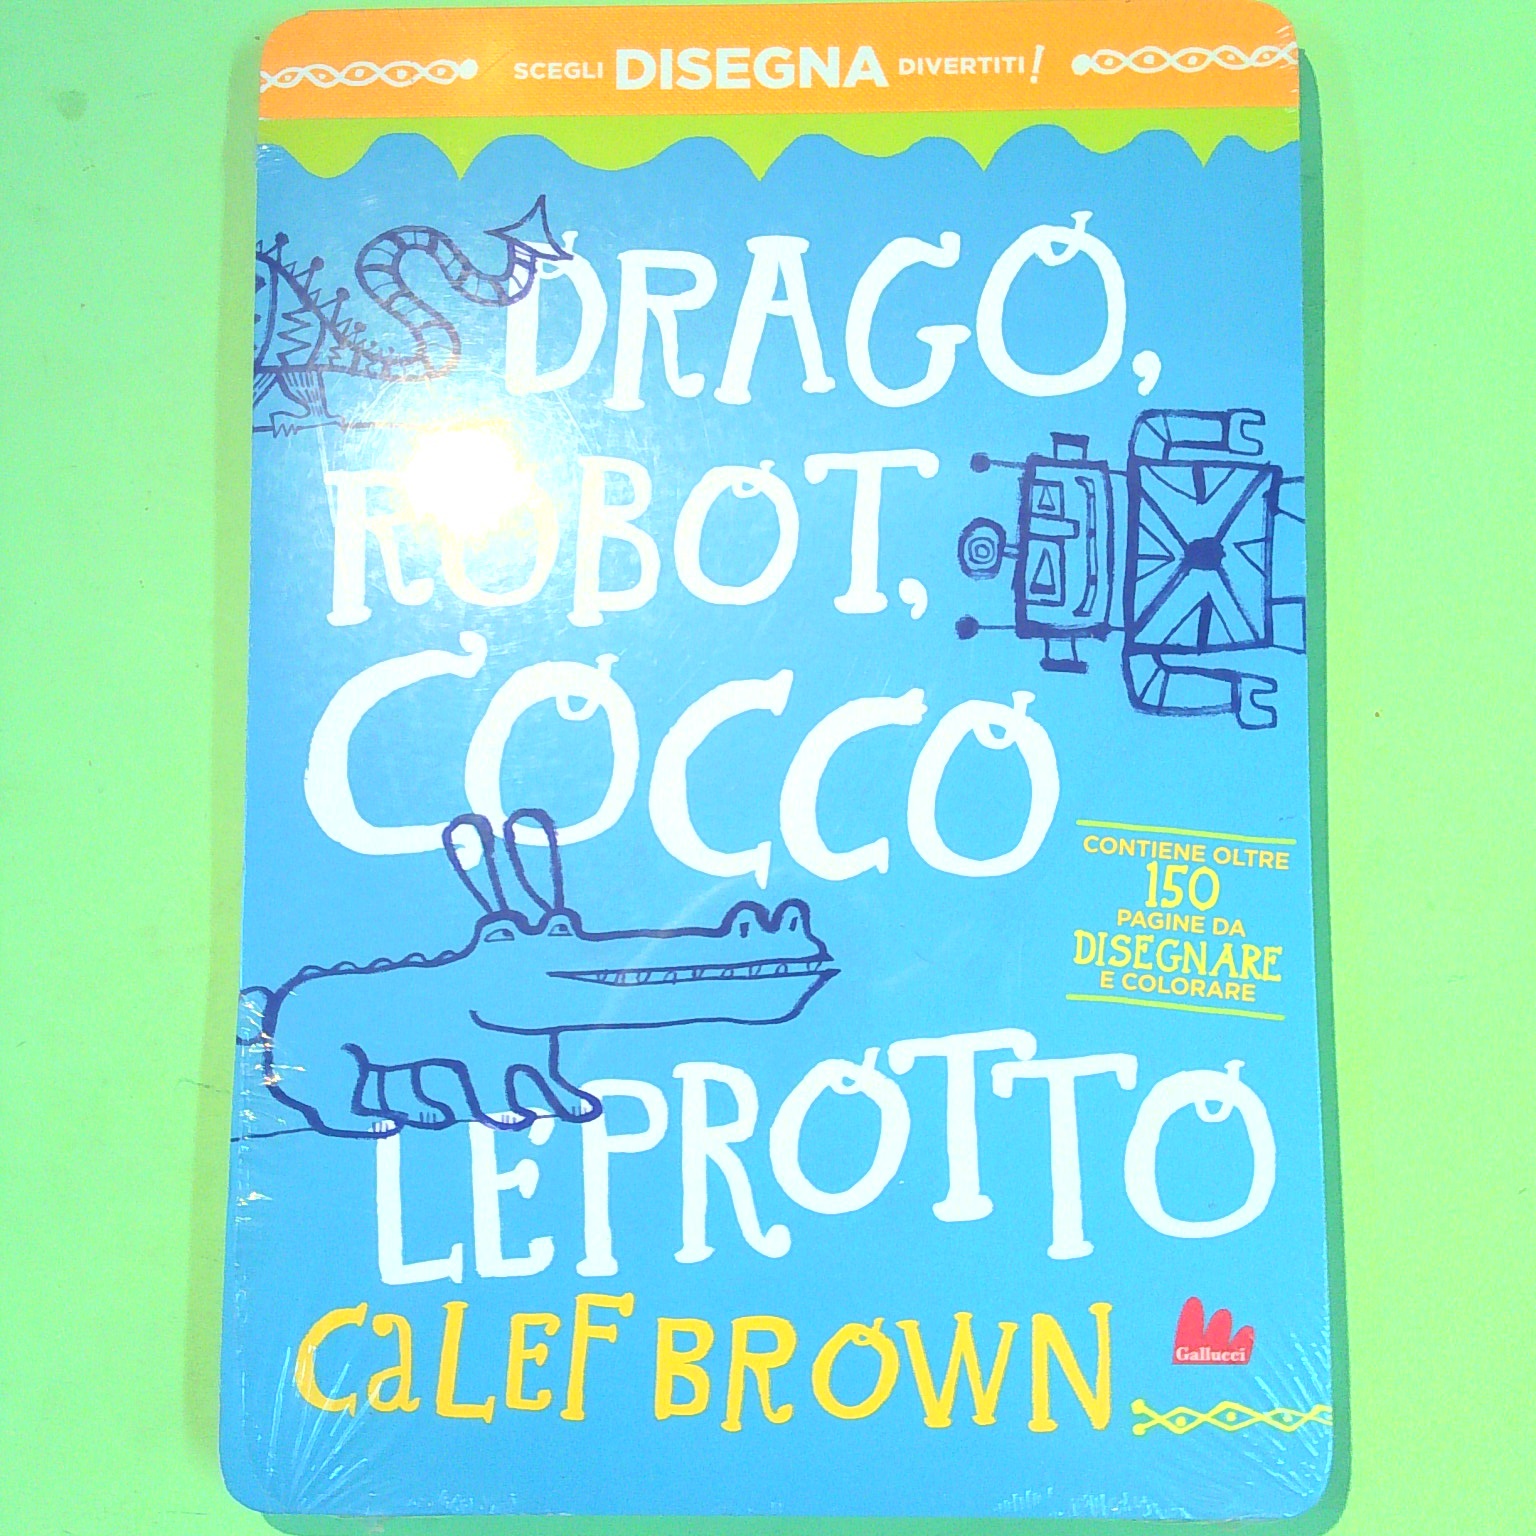 SCEGLI DISEGNA DIVERTITI!
DRAGO,
ROBOT,
COCCO
LEPROTTO
CONTIENE OLTRE
150
PAGINE DA
DISEGNARE
E COLORARE
CaLEF BROWN
Gallucci